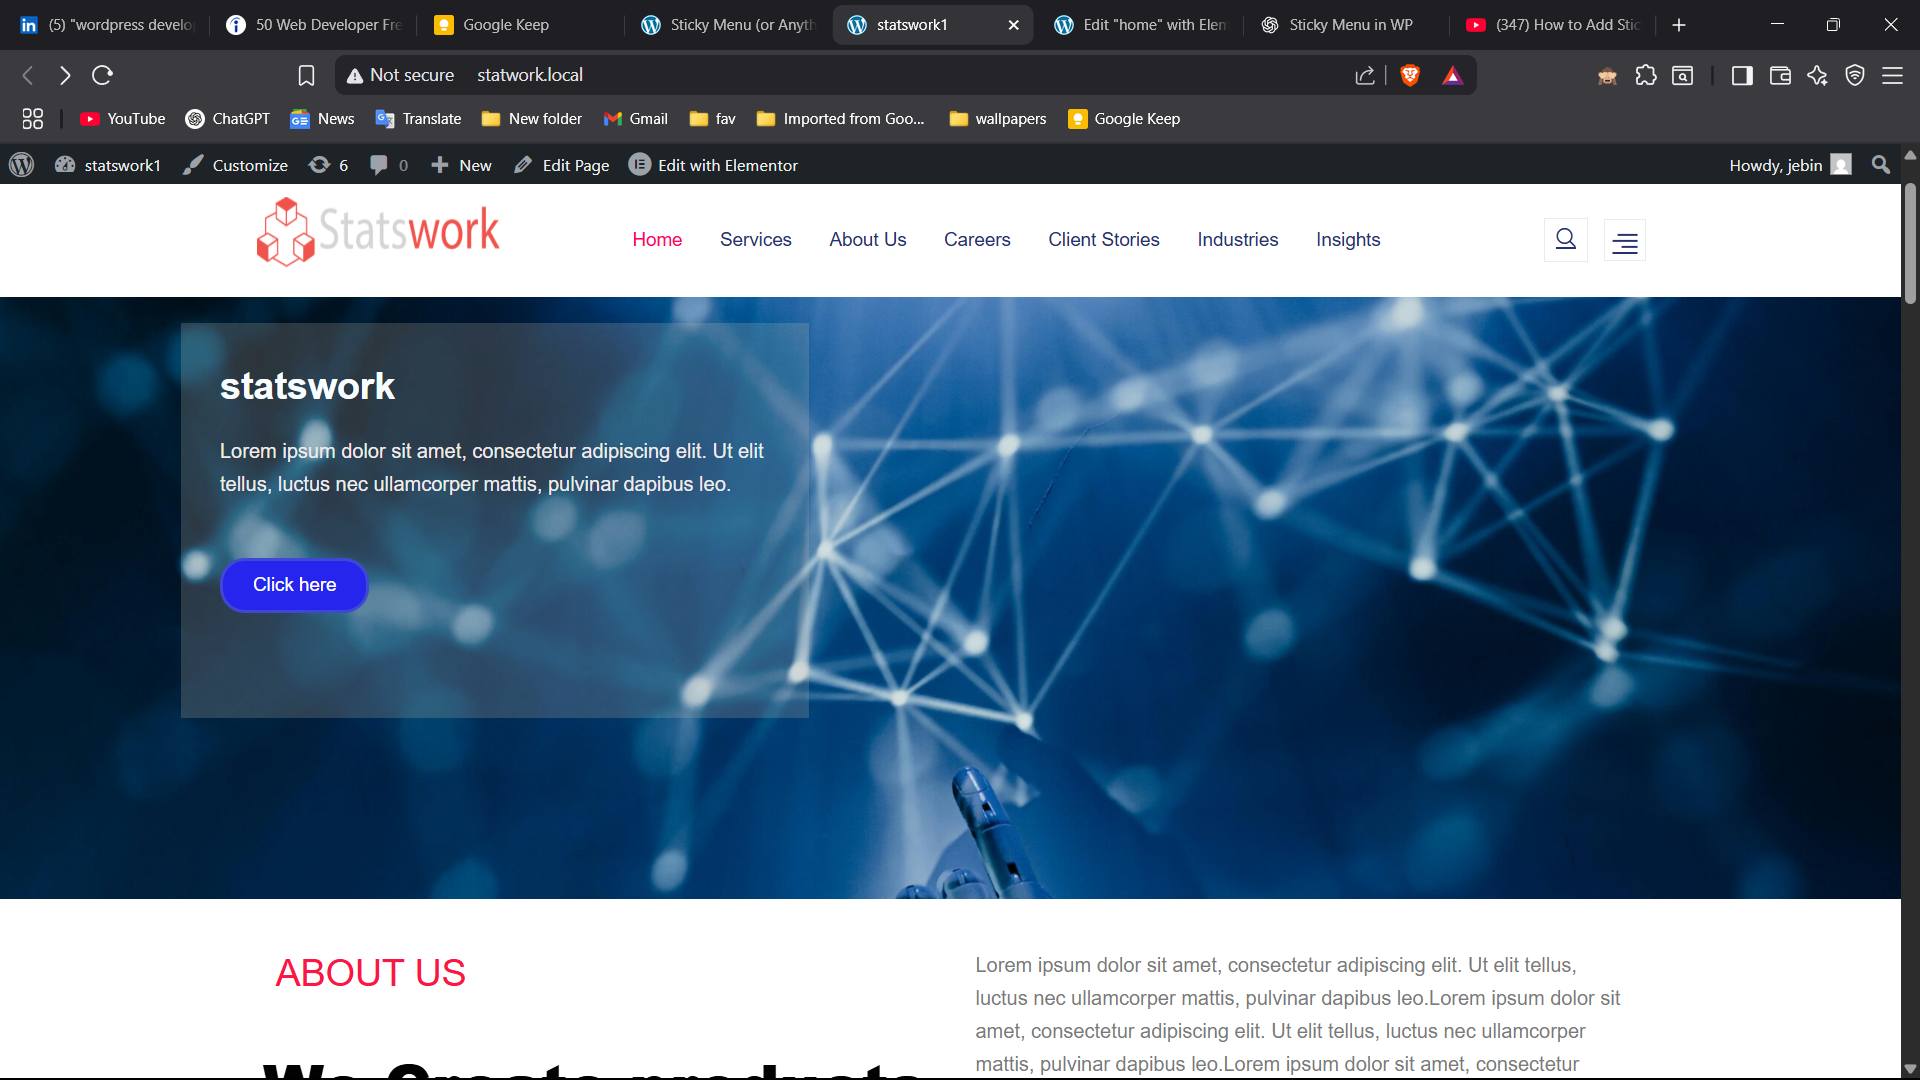 (5) "wordpress develo
50 Web Developer Fre
Google Keep
Sticky Menu (or Anyth
statswork1
Edit "home" with Elem
Sticky Menu in WP
(347) How to Add Stic
Not secure statwork.local
YouTube ChatGPT News Translate New folder Gmail fav Imported from Goo... wallpapers Google Keep
statswork1 Customize 6 0 New Edit Page Edit with Elementor Howdy, jebin
Statswork
Home Services About Us Careers Client Stories Industries Insights
statswork
Lorem ipsum dolor sit amet, consectetur adipiscing elit. Ut elit
tellus, luctus nec ullamcorper mattis, pulvinar dapibus leo.
Click here
ABOUT US
We Create products
Lorem ipsum dolor sit amet, consectetur adipiscing elit. Ut elit tellus,
luctus nec ullamcorper mattis, pulvinar dapibus leo.Lorem ipsum dolor sit
amet, consectetur adipiscing elit. Ut elit tellus, luctus nec ullamcorper
mattis, pulvinar dapibus leo.Lorem ipsum dolor sit amet, consectetur